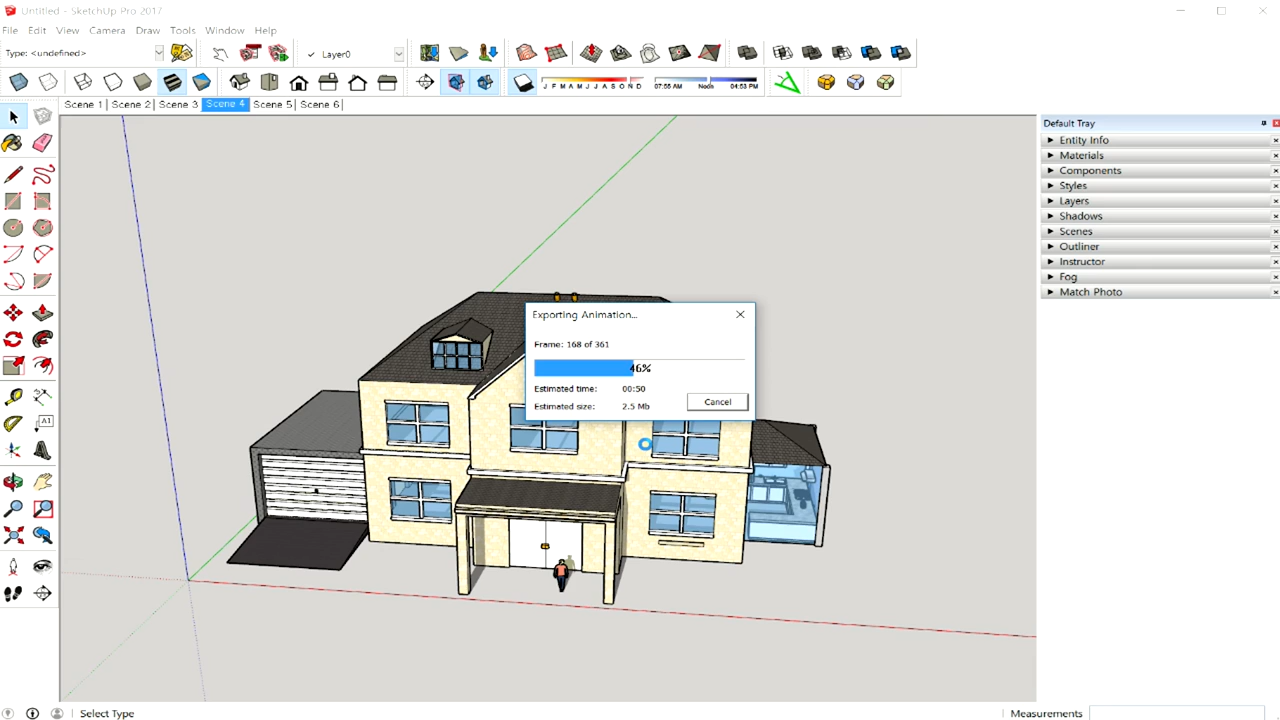 Untitled - SketchUp Pro 2017
File Edit View Camera Draw Tools Window Help
Type: <undefined>
Layer0
J F M A M J J A S O N D
07:55 AM Noon 04:53 PM
Scene 1 Scene 2 Scene 3 Scene 4 Scene 5 Scene 6
Default Tray
Entity Info
Materials
Components
Styles
Layers
Shadows
Scenes
Outliner
Instructor
Fog
Match Photo
Exporting Animation...
Frame: 168 of 361
46%
Estimated time: 00:50
Estimated size: 2.5 Mb
Cancel
A1
Select Type
Measurements